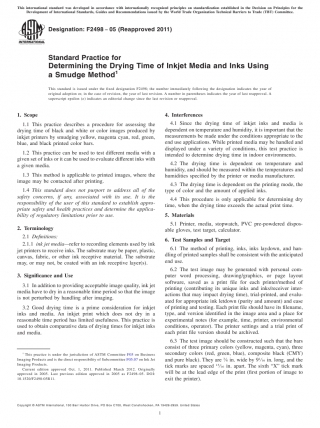 This international standard was developed in accordance with internationally recognized principles on standardization established in the Decision on Principles for the
Development of International Standards, Guides and Recommendations issued by the World Trade Organization Technical Barriers to Trade (TBT) Committee.
Designation: F2498 − 05 (Reapproved 2011)
Standard Practice for
Determining the Drying Time of Inkjet Media and Inks Using
a Smudge Method¹
This standard is issued under the fixed designation F2498; the number immediately following the designation indicates the year of
original adoption or, in the case of revision, the year of last revision. A number in parentheses indicates the year of last reapproval. A
superscript epsilon (ε) indicates an editorial change since the last revision or reapproval.
1. Scope
1.1 This practice describes a procedure for assessing the
drying time of black and white or color images produced by
inkjet printers by smudging yellow, magenta cyan, red, green,
blue, and black printed color bars.
1.2 This practice can be used to test different media with a
given set of inks or it can be used to evaluate different inks with
a given media.
1.3 This method is applicable to printed images, where the
image may be contacted after printing.
1.4 This standard does not purport to address all of the
safety concerns, if any, associated with its use. It is the
responsibility of the user of this standard to establish appro-
priate safety and health practices and determine the applica-
bility of regulatory limitations prior to use.
2. Terminology
2.1 Definitions:
2.1.1 ink jet media—refer to recording elements used by ink
jet printers to receive inks. The substrate may be paper, plastic,
canvas, fabric, or other ink receptive material. The substrate
may, or may not, be coated with an ink receptive layer(s).
3. Significance and Use
3.1 In addition to providing acceptable image quality, ink jet
media have to dry in a reasonable time period so that the image
is not perturbed by handling after imaging.
3.2 Good drying time is a prime consideration for inkjet
inks and media. An inkjet print which does not dry in a
reasonable time has limited usefulness. This practice is
used to obtain comparative data of drying times for inkjet inks
and media.
¹ This practice is under the jurisdiction of ASTM Committee F05 on Business
Imaging Products and is the direct responsibility of Subcommittee F05.07 on Ink Jet
Imaging Products.
Current edition approved Oct. 1, 2011. Published March 2012. Originally
approved in 2005. Last previous edition approved in 2005 as F2498–05. DOI:
10.1520/F2498-05R11.
4. Interferences
4.1 Since the drying time of inkjet inks and media is
dependent on temperature and humidity, it is important that the
measurements be made under the conditions appropriate to the
end use applications. While printed media may be handled and
displayed under a variety of conditions, this test practice is
intended to determine drying time in indoor environments.
4.2 The drying time is dependent on temperature and
humidity, and should be measured within the temperatures and
humidities specified by the printer or media manufacturer.
4.3 The drying time is dependent on the printing mode, the
type of color and the amount of applied inks.
4.4 This procedure is only applicable for determining dry
time, when the drying time exceeds the actual print time.
5. Materials
5.1 Printer, media, stopwatch, PVC pre-powdered dispos-
able gloves, test target, calculator.
6. Test Samples and Target
6.1 The method of printing, inks, inks laydown, and han-
dling of printed samples shall be consistent with the anticipated
end use.
6.2 The test image may be generated with personal com-
puter word processing, drawing/graphics, or page layout
software, saved as a print file for each printer/method of
printing contributing its unique inks and ink/receiver inter-
actions that may impact drying time), trial printed, and evalu-
ated for appropriate ink lodown (purity and amount) and ease
of printing and testing. Each print file should have its filename,
type, and version identified in the image area and a place for
experimental notes (for example, time, printer, environmental
conditions, operator). The printer settings and a trial print of
each print file version should be archived.
6.3 The test image should be constructed such that the bars
consist of three primary colors (yellow, magenta, cyan), three
secondary colors (red, green, blue), composite black (CMY)
in. wide by
in. long, and the
tick marks are spaced
in. apart. The sixth “X” tick mark
will be at the lead edge of the print (first portion of image to
exit the printer).
Copyright © ASTM International, 100 Barr Harbor Drive, PO Box C700, West Conshohocken, PA 19428-2959. United States
1